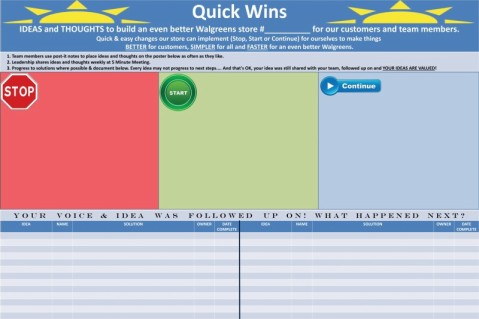 Quick Wins
IDEAS and THOUGHTS to build an even better Walgreens store #__________ for our customers and team members.
Quick & easy changes our store can implement (Stop, Start or Continue) for ourselves to make things
BETTER for customers, SIMPLER for all and FASTER for an even better Walgreens.
1. Team members use post-it notes to place ideas and thoughts on the poster below as often as they like.
2. Leadership shares ideas and thoughts weekly at 5 Minute Meeting.
3. Progress to solutions where possible & document below. Every idea may not progress to next steps.... And that's OK, your idea was still shared with your team, followed up on and YOUR IDEAS ARE VALUED!
STOP
START
Continue
YOUR VOICE & IDEA WAS FOLLOWED UP ON! WHAT HAPPENED NEXT?
IDEA NAME SOLUTION OWNER DATE COMPLETE IDEA NAME SOLUTION OWNER DATE COMPLETE